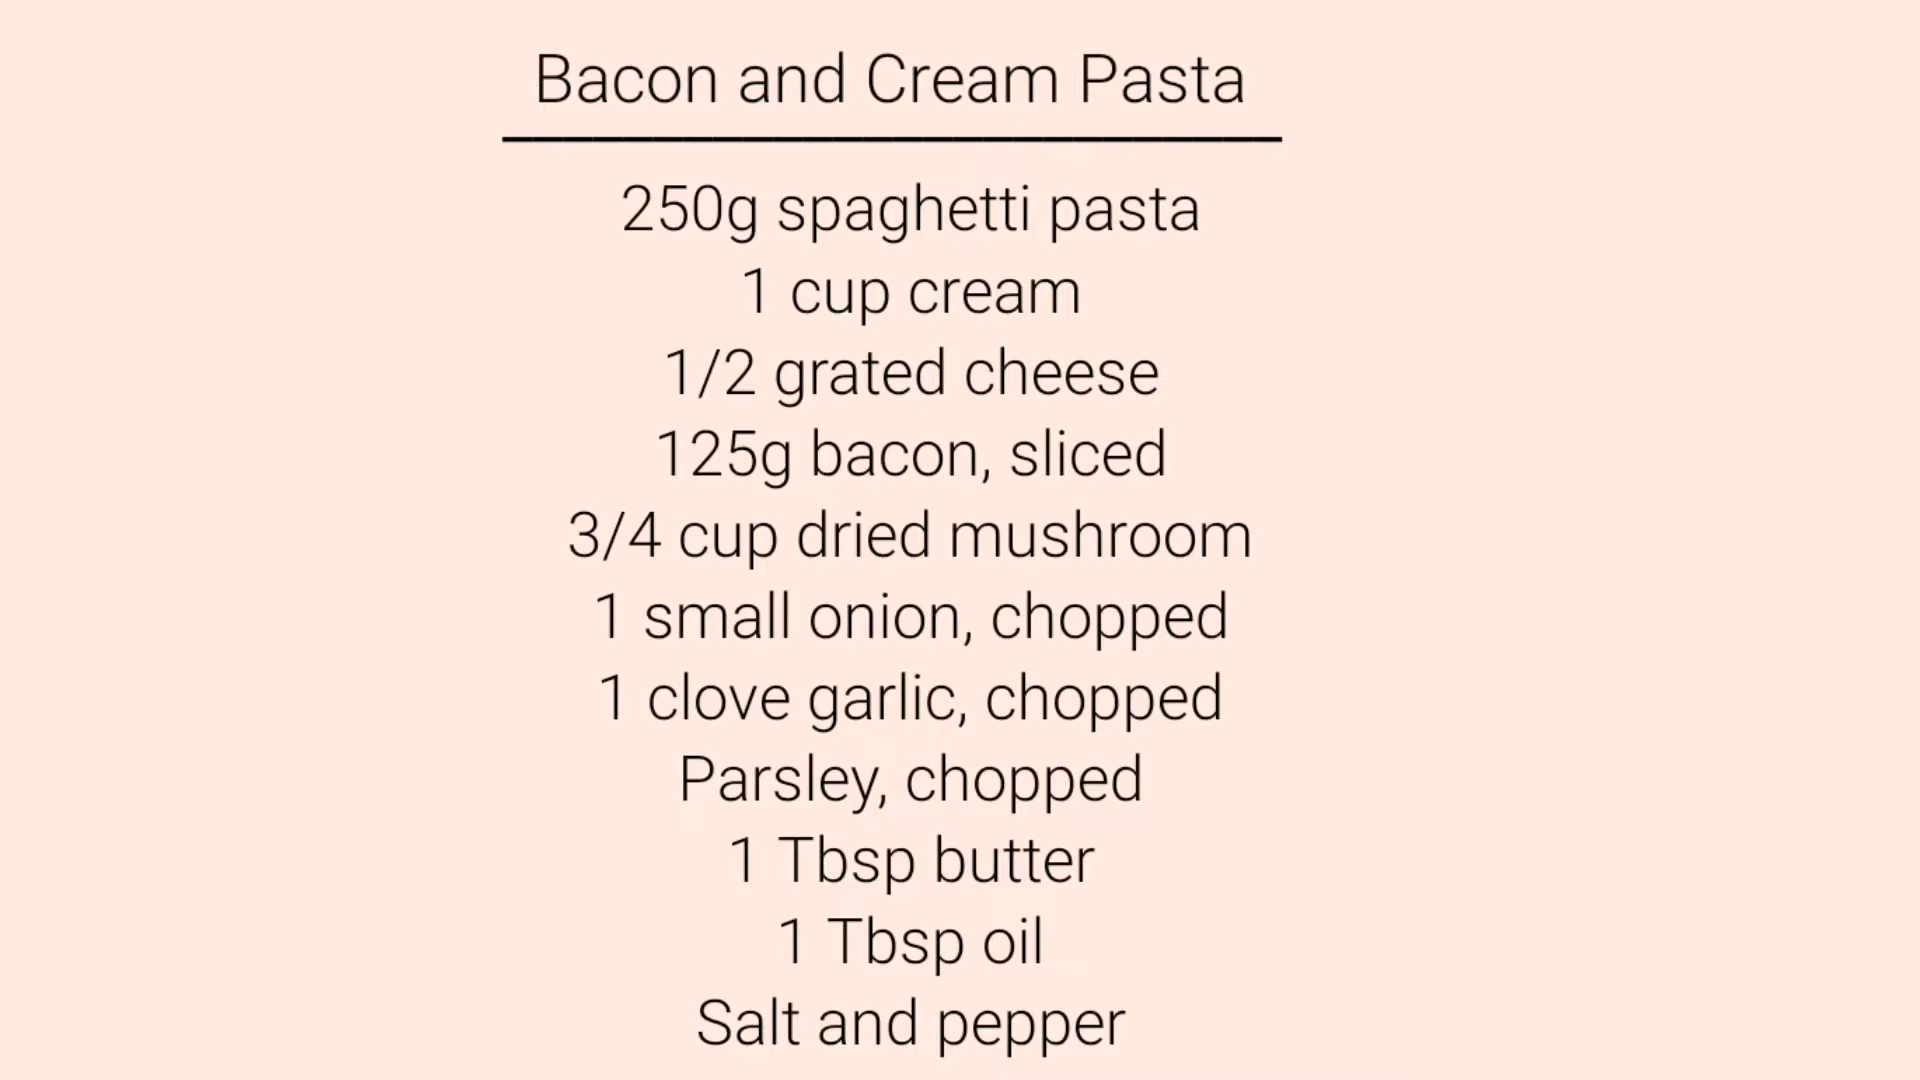 Bacon and Cream Pasta
250g spaghetti pasta
1 cup cream
1/2 grated cheese
125g bacon, sliced
3/4 cup dried mushroom
1 small onion, chopped
1 clove garlic, chopped
Parsley, chopped
1 Tbsp butter
1 Tbsp oil
Salt and pepper